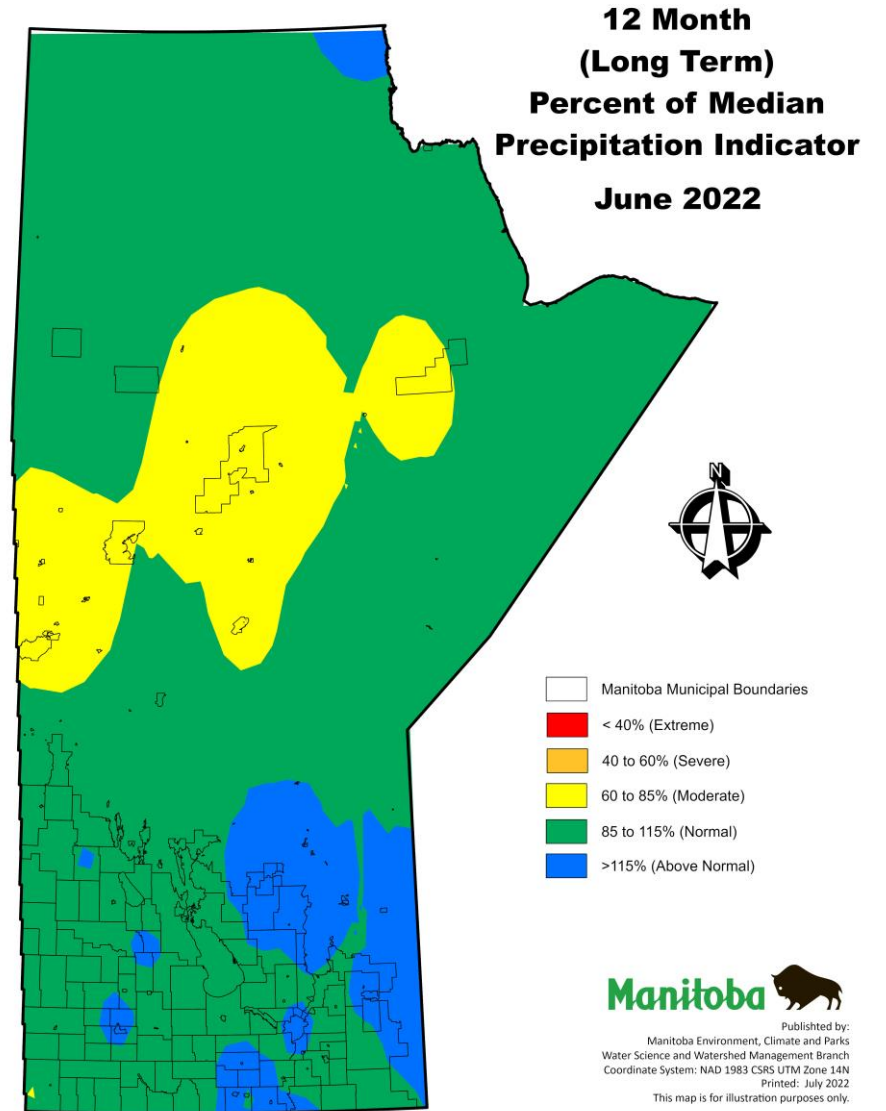 12 Month
(Long Term)
Percent of Median
Precipitation Indicator
June 2022
N
Manitoba Municipal Boundaries
< 40% (Extreme)
40 to 60% (Severe)
60 to 85% (Moderate)
85 to 115% (Normal)
>115% (Above Normal)
Manitoba
Publishted by:
Manitoba Environment, Climate and Parks
Water Science and Watershed Management Branch
Coordinate System: NAD 1983 CSRS UTM Zone 14N
Printed: July 2022
This map is for illustration purposes only.